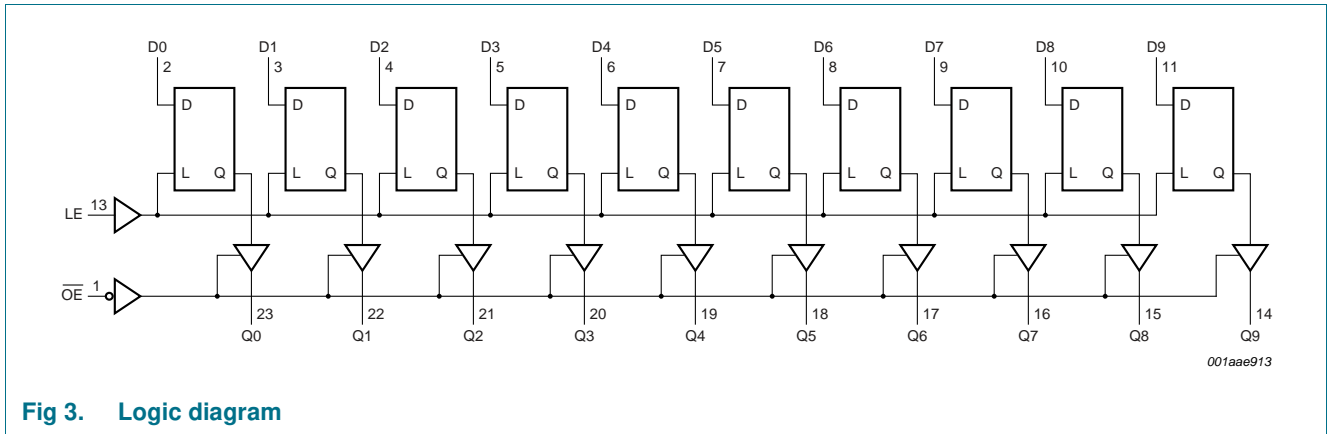 D0 D1 D2 D3 D4 D5 D6 D7 D8 D9
2 3 4 5 6 7 8 9 10 11
D D D D D D D D D D
L Q L Q L Q L Q L Q L Q L Q L Q L Q L Q
LE 13
OE 1
23 22 21 20 19 18 17 16 15 14
Q0 Q1 Q2 Q3 Q4 Q5 Q6 Q7 Q8 Q9
001aae913
Fig 3. Logic diagram